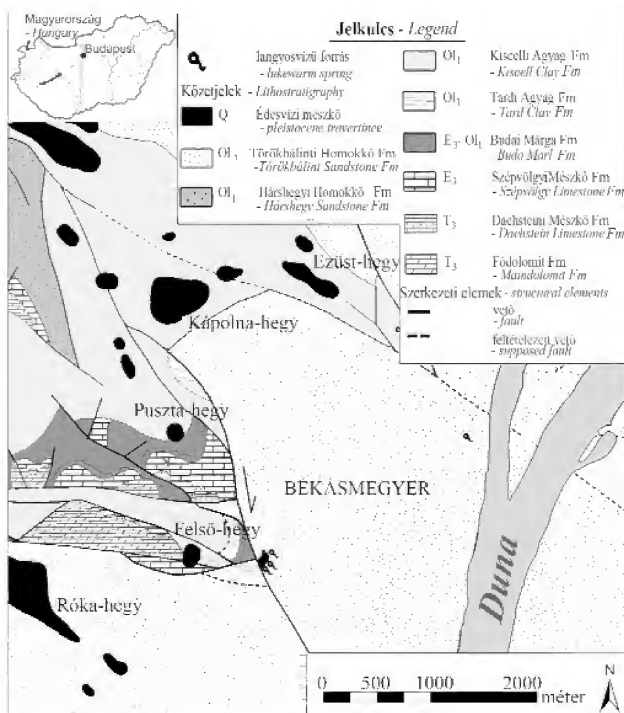 Magyarország
- Hungary
Budapest
Jelkulcs - Legend
langyosvizű forrás
- lukewarm spring
Kőzetjelek - Lithostratigraphy
Q Édesvízi mészkő
- pleistocene travertince
Ol1 Törökbálinti Homokkő Fm
- Törökbálint Sandstone Fm
Ol1 Hárshegyi Homokkő Fm
- Hárshegy Sandstone Fm
Ol1 Kiscelli Agyag Fm
- Kiscell Clay Fm
Ol1 Tardi Agyag Fm
- Tard Clay Fm
E3- Ol1 Budai Márga Fm
- Buda Marl Fm
E3 Szépvölgyi Mészkő Fm
- Szépvölgy Limestone Fm
T3 Dachsteini Mészkő Fm
- Dachstein Limestone Fm
T3 Fődolomit Fm
- Maindolomit Fm
Szerkezeti elemek - structural elements
vető
- fault
feltételezett vető
- supposed fault
Ezüst-hegy
Kápolna-hegy
Puszta-hegy
BÉKÁSMEGYER
Felső-hegy
Róka-hegy
Duna
N
0 500 1000 2000
méter